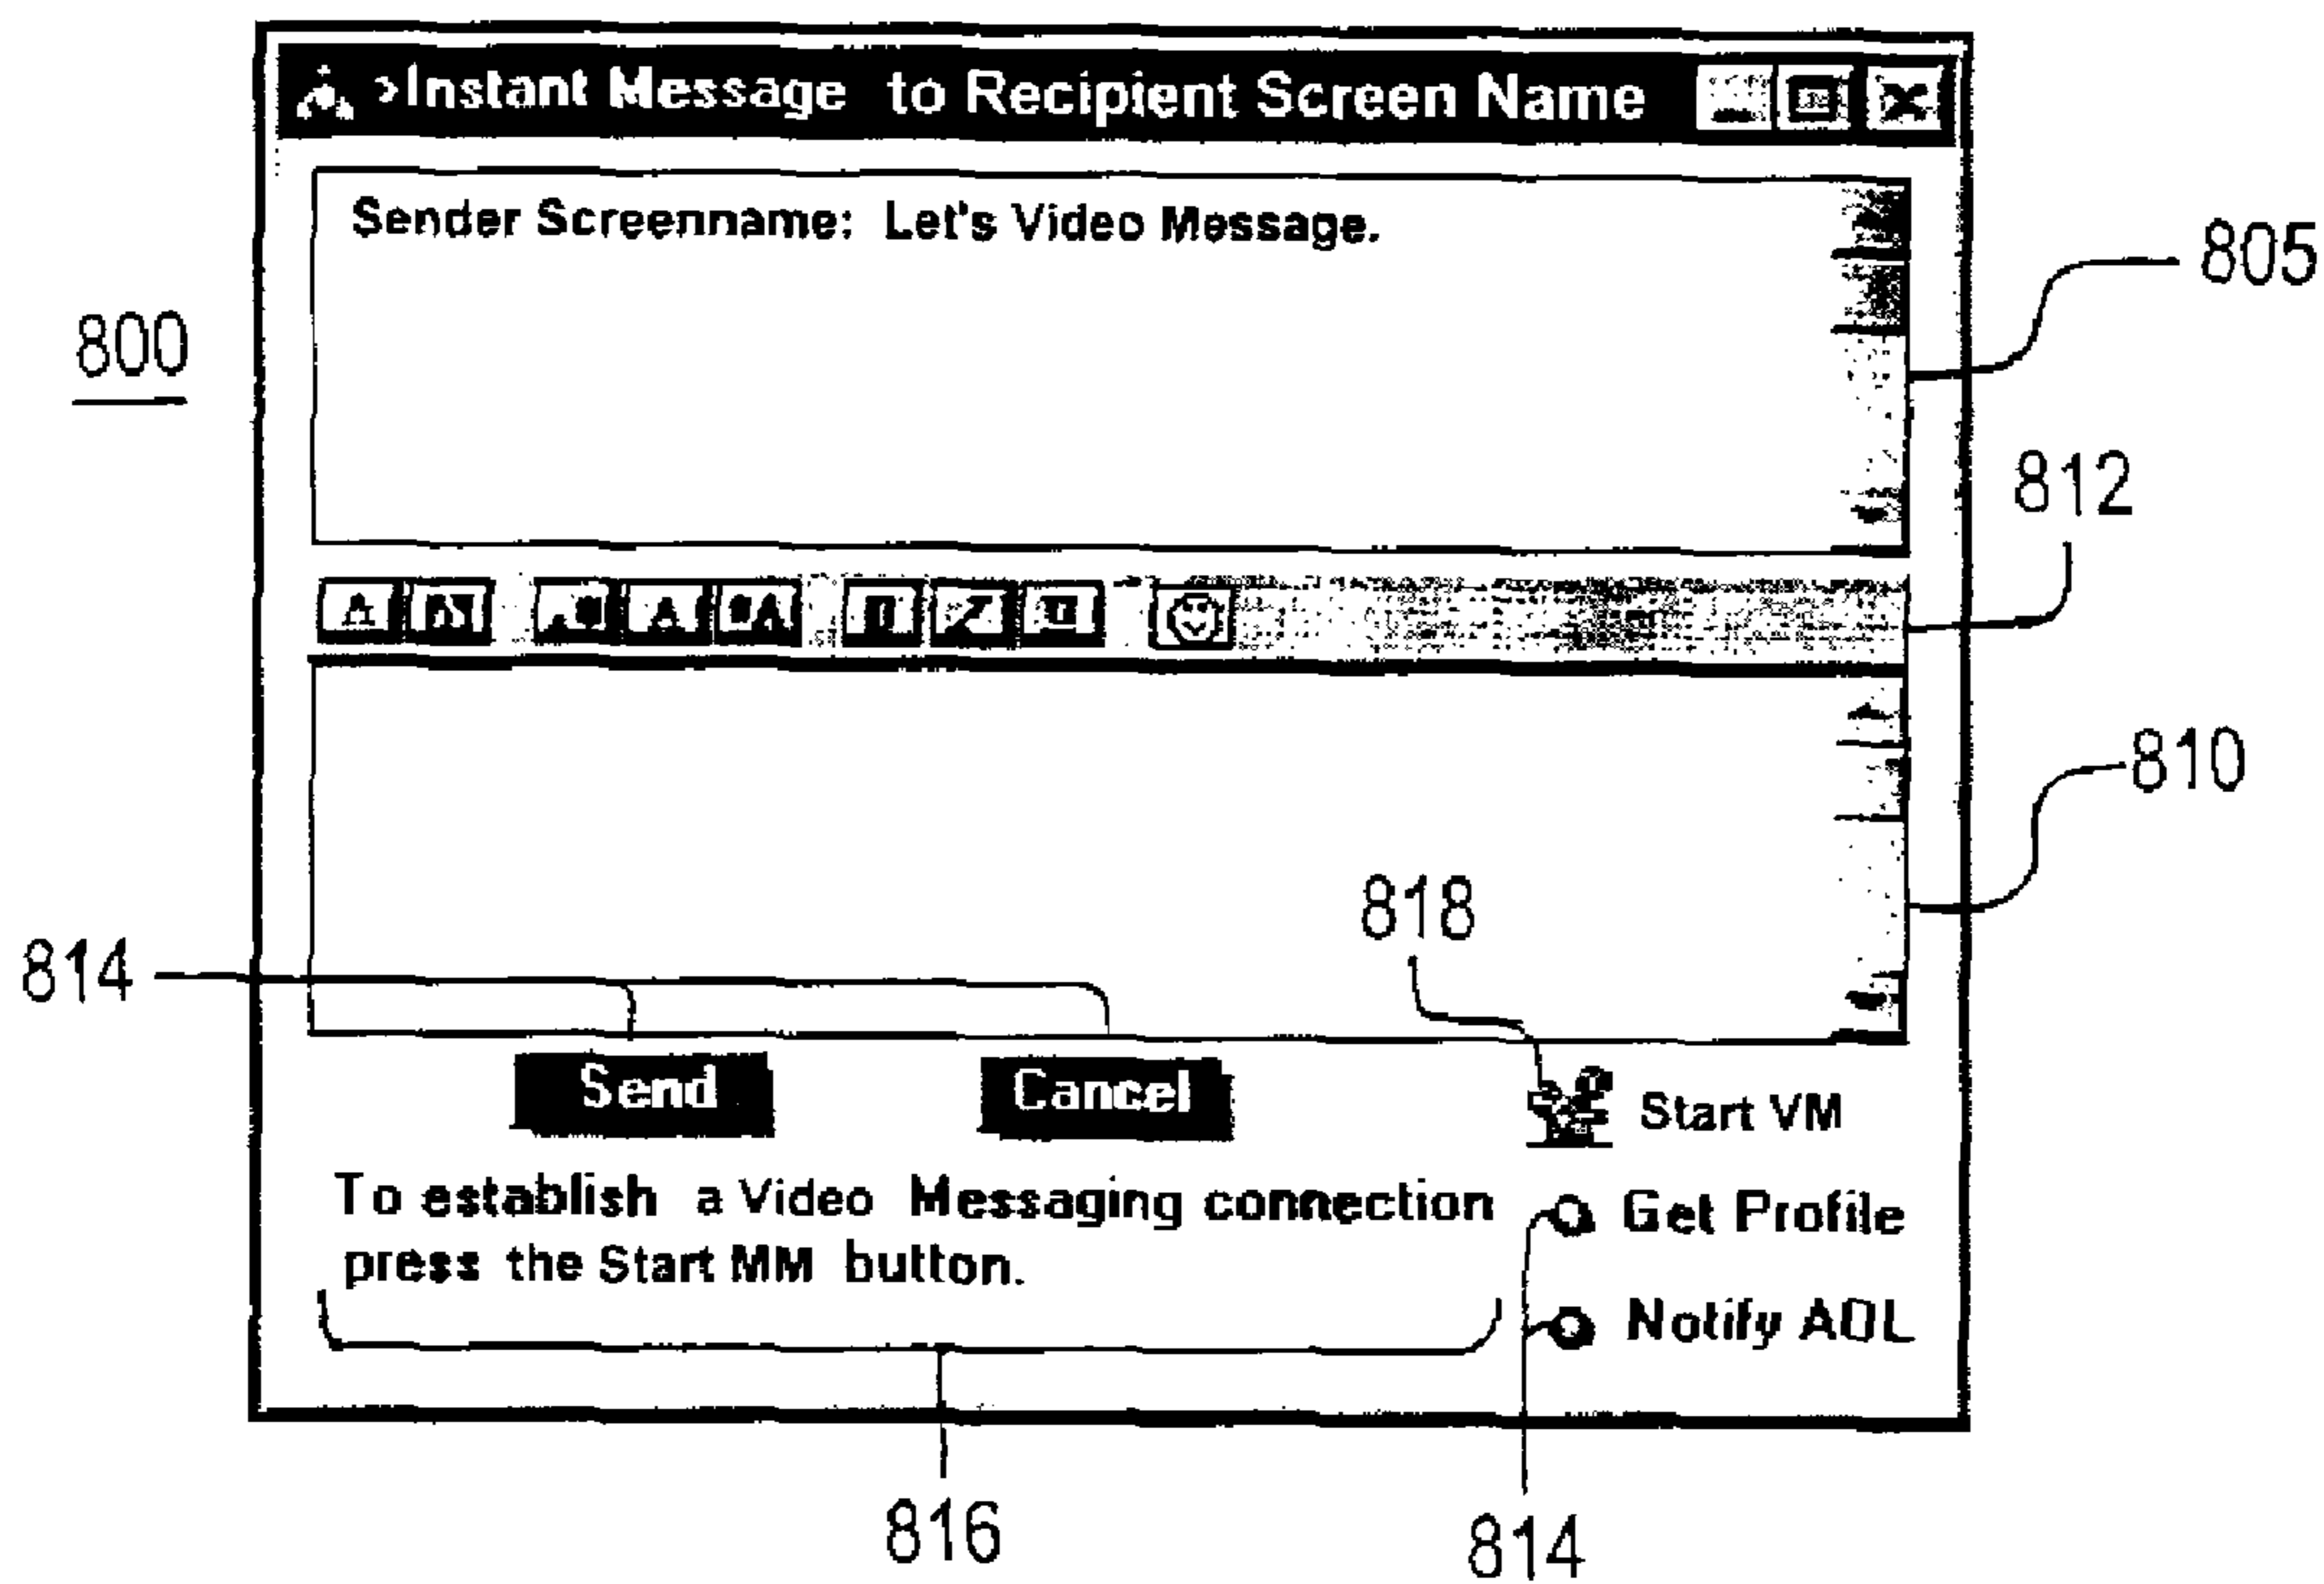 ›Instant Message to Recipient Screen Name
Sender Screenname: Let's Video Message.
805
800
812
810
818
814
Send Cancel
Start VM
To establish a Video Messaging connection
press the Start MM button.
Get Profile
Notify AOL
816
814